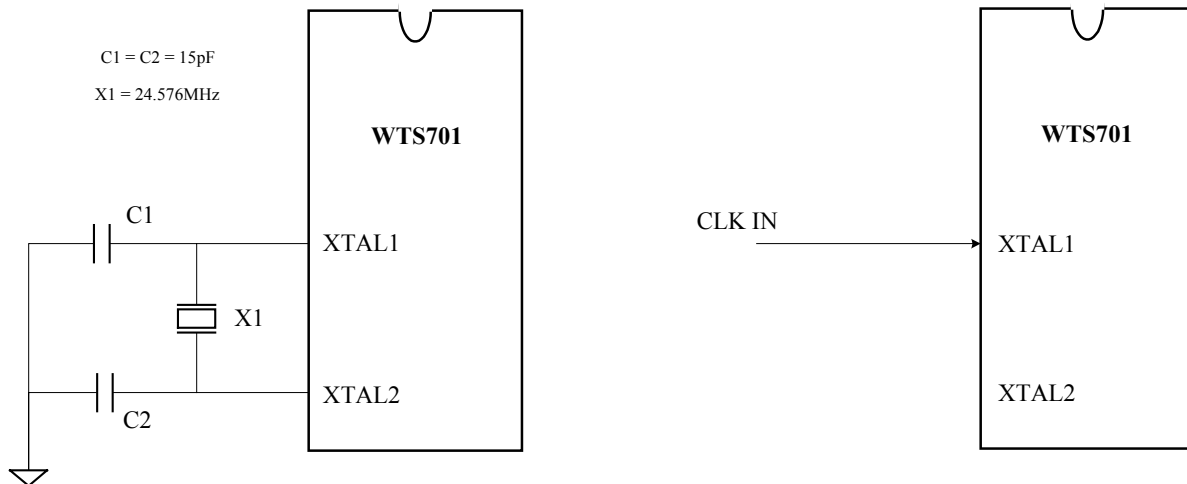 C1 = C2 = 15pF
X1 = 24.576MHz
WTS701
C1
XTAL1
X1
XTAL2
C2
WTS701
CLK IN
XTAL1
XTAL2